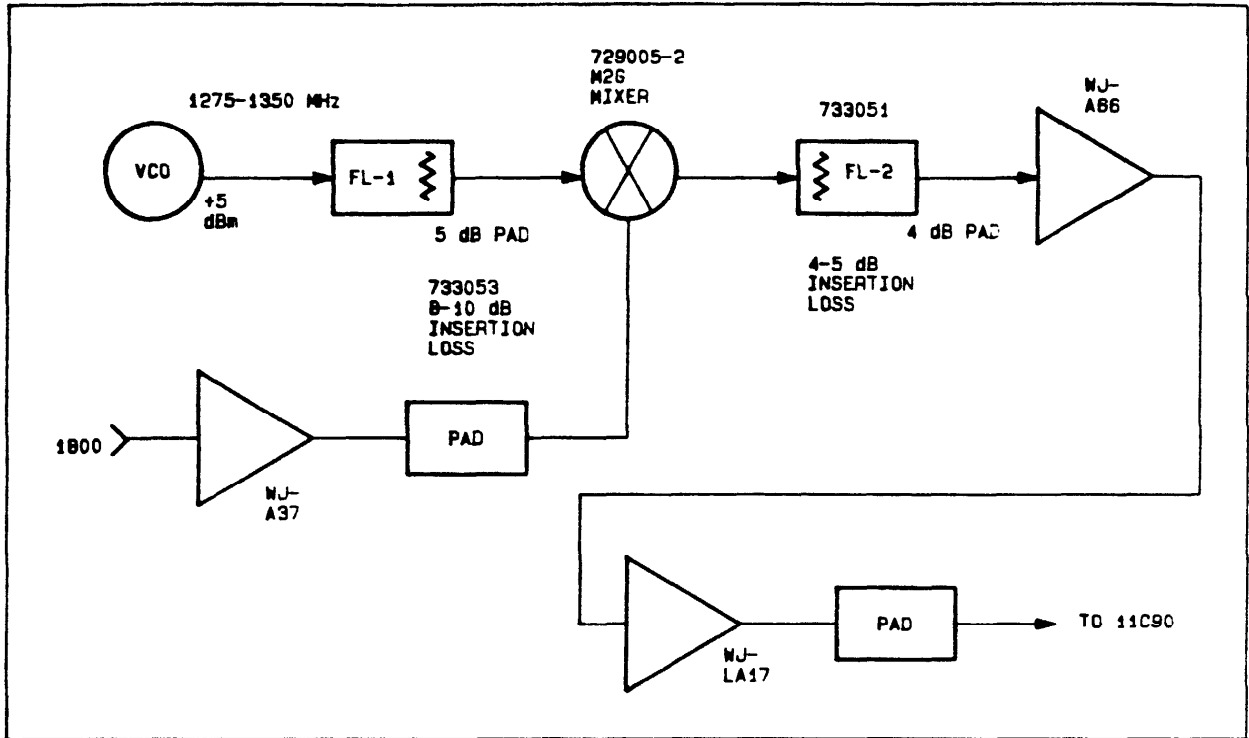 1275-1350 MHz
VCO
+5
dBm
FL-1
5 dB PAD
733053
8-10 dB
INSERTION
LOSS
729005-2
M2G
MIXER
733051
FL-2
4 dB PAD
4-5 dB
INSERTION
LOSS
WJ-
A86
1800
WJ-
A37
PAD
WJ-
LA17
PAD
TO 11C90